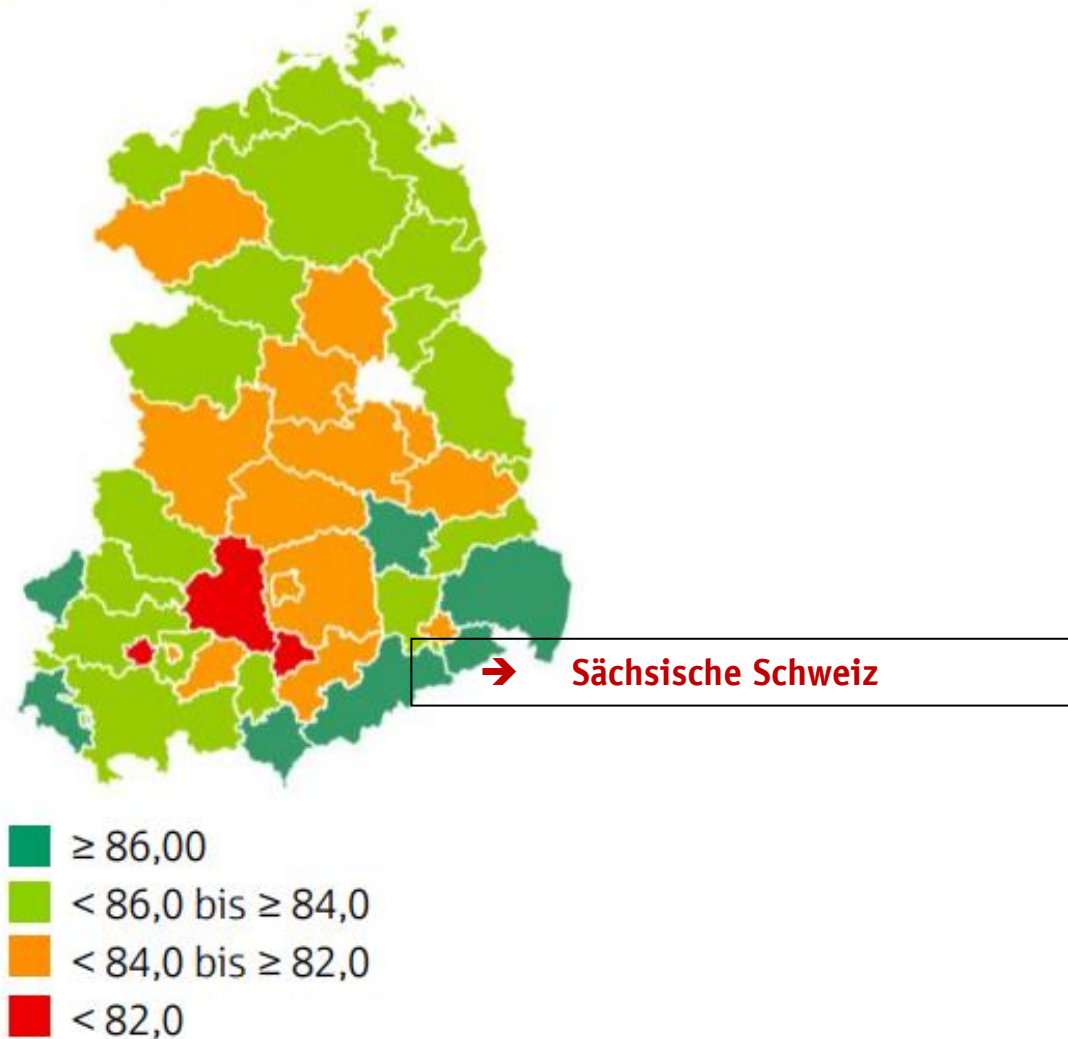 ➔ Sächsische Schweiz
≥ 86,00
< 86,0 bis ≥ 84,0
< 84,0 bis ≥ 82,0
< 82,0